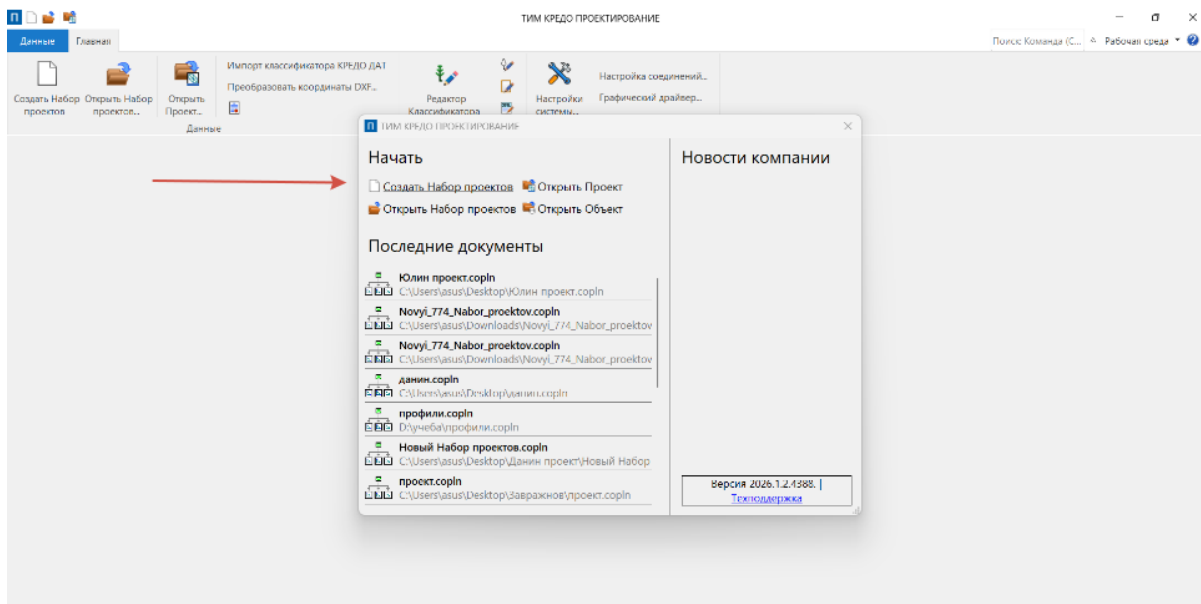 ТИМ КРЕДО ПРОЕКТИРОВАНИЕ
Данные Главная
Поиск: Команда (С... Рабочая среда
Создать Набор проектов
Открыть Набор проектов...
Открыть Проект...
Импорт классификатора КРЕДО ДАТ
Преобразовать координаты DXF...
Редактор Классификатора
Настройки системы...
Настройка соединений...
Графический драйвер...
Данные
ТИМ КРЕДО ПРОЕКТИРОВАНИЕ
Начать
Создать Набор проектов Открыть Проект
Открыть Набор проектов Открыть Объект
Последние документы
Юлин проект.copln
C:\Users\asus\Desktop\Юлин проект.copln
Novyi_774_Nabor_proektov.copln
C:\Users\asus\Downloads\Novyi_774_Nabor_proektov
Novyi_774_Nabor_proektov.copln
C:\Users\asus\Downloads\Novyi_774_Nabor_proektov
данин.copln
C:\Users\asus\Desktop\данин.copln
профили.copln
D:\учеба\профили.copln
Новый Набор проектов.copln
C:\Users\asus\Desktop\Данин проект\Новый Набор
проект.copln
C:\Users\asus\Desktop\Завражнов\проект.copln
Новости компании
Версия 2026.1.2.4388. |
Техподдержка